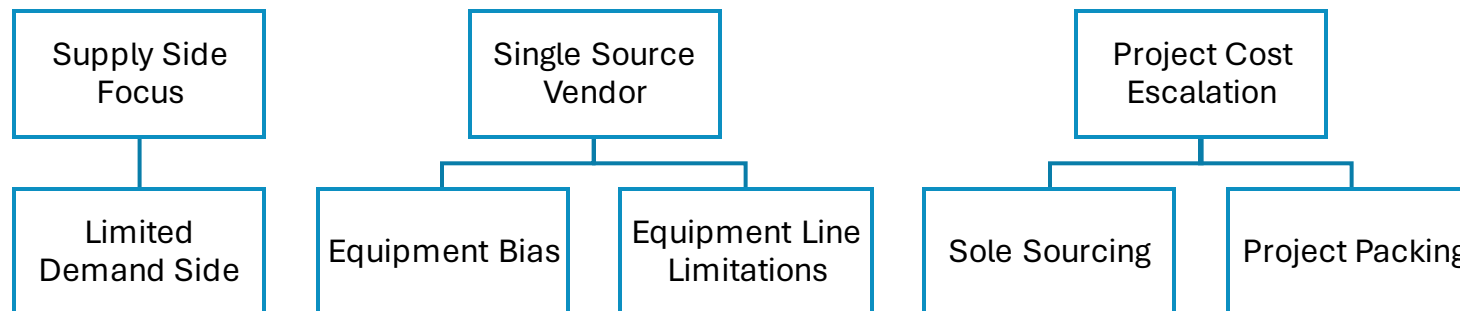 Supply Side
Focus
Single Source
Vendor
Project Cost
Escalation
Limited
Demand Side
Equipment Bias
Equipment Line
Limitations
Sole Sourcing
Project Packing